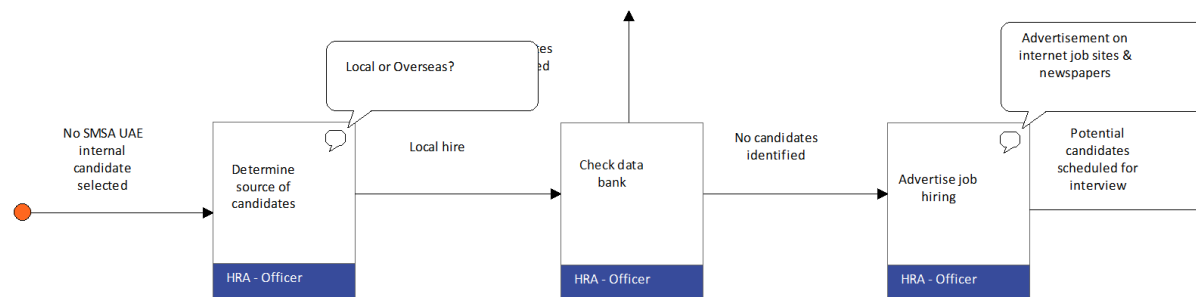 No SMSA UAE
internal
candidate
selected
Determine
source of
candidates
HRA - Officer
Local or Overseas?
Local hire
Check data
bank
HRA - Officer
No candidates
identified
Advertise job
hiring
HRA - Officer
Advertisement on
internet job sites &
newspapers
Potential
candidates
scheduled for
interview